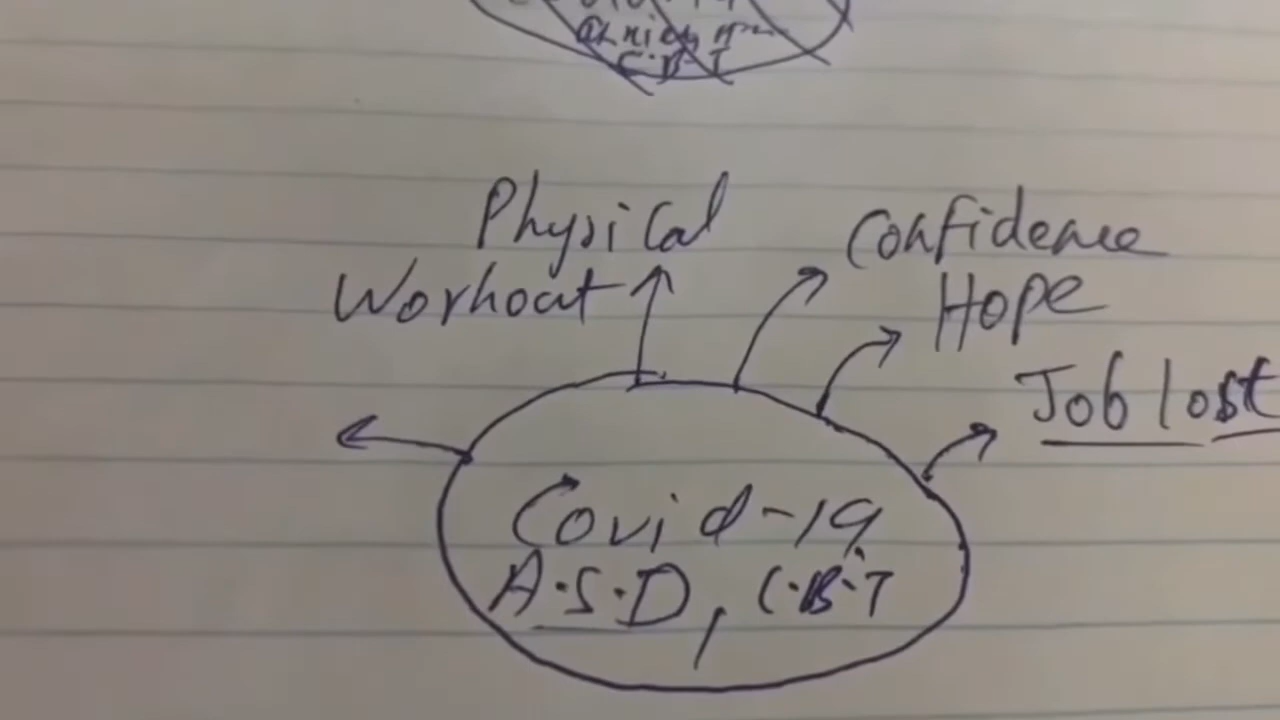 C.B.T
Physical
Workout
Confidence
Hope
Job lost
Covid-19
A.S.D, C.B.T